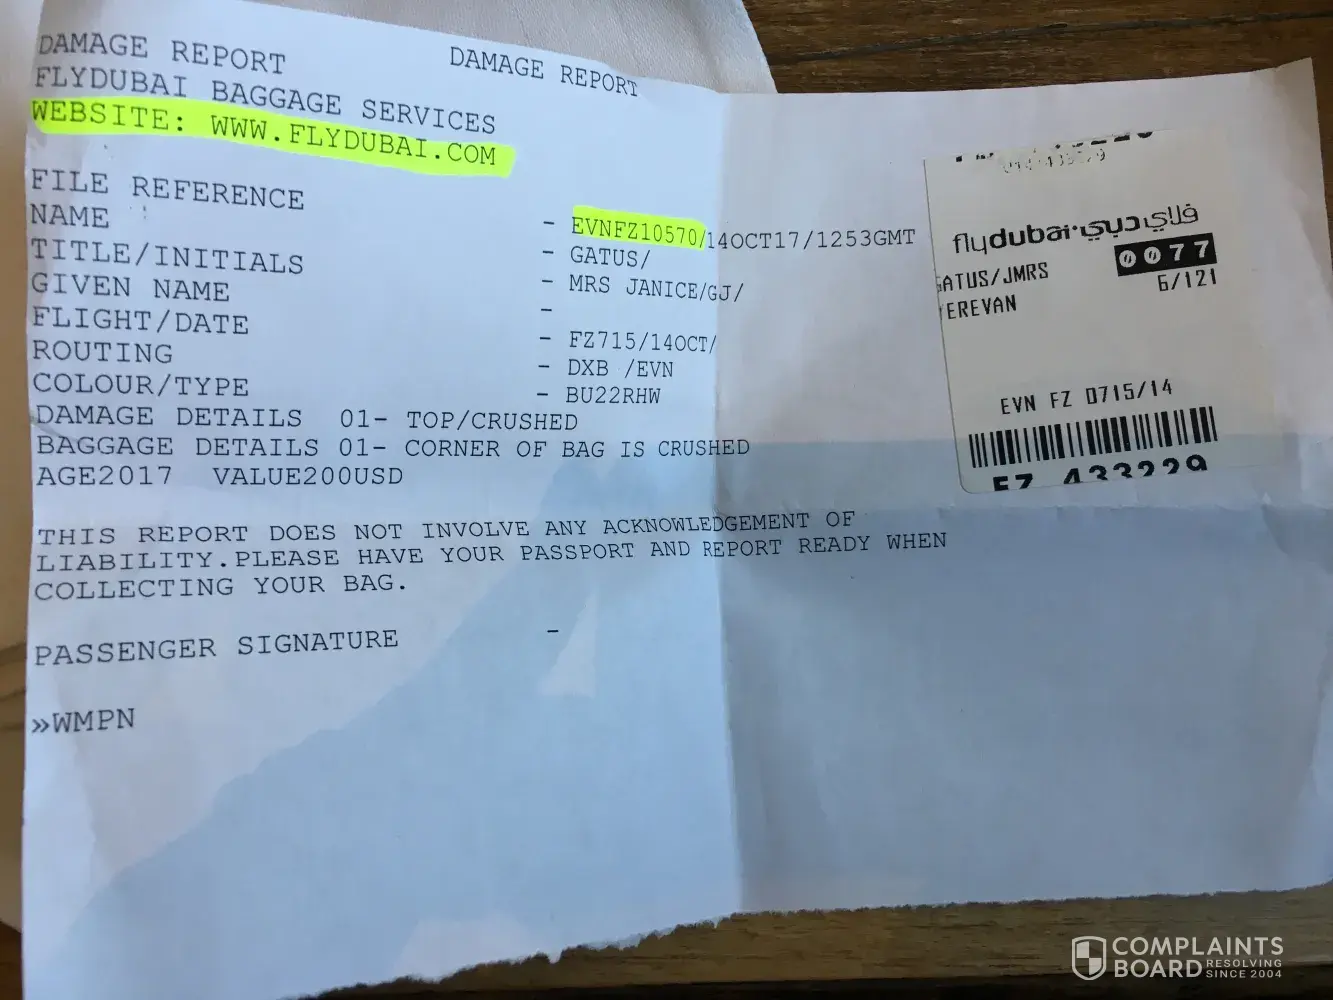 DAMAGE REPORT DAMAGE REPORT
FLYDUBAI BAGGAGE SERVICES
WEBSITE: WWW.FLYDUBAI.COM
FILE REFERENCE - EVNFZ10570/14OCT17/1253GMT
NAME - GATUS/
TITLE/INITIALS - MRS JANICE/GJ/
GIVEN NAME -
FLIGHT/DATE - FZ715/14OCT/
ROUTING - DXB /EVN
COLOUR/TYPE - BU22RHW
DAMAGE DETAILS 01- TOP/CRUSHED
BAGGAGE DETAILS 01- CORNER OF BAG IS CRUSHED
AGE2017 VALUE200USD
THIS REPORT DOES NOT INVOLVE ANY ACKNOWLEDGEMENT OF
LIABILITY.PLEASE HAVE YOUR PASSPORT AND REPORT READY WHEN
COLLECTING YOUR BAG.
PASSENGER SIGNATURE -
»WMPN
flydubai فلاي دبي
0077
GATUS/JMRS
6/121
YEREVAN
EVN FZ 0715/14
FZ 433229
COMPLAINTS
BOARD RESOLVING
SINCE 2004